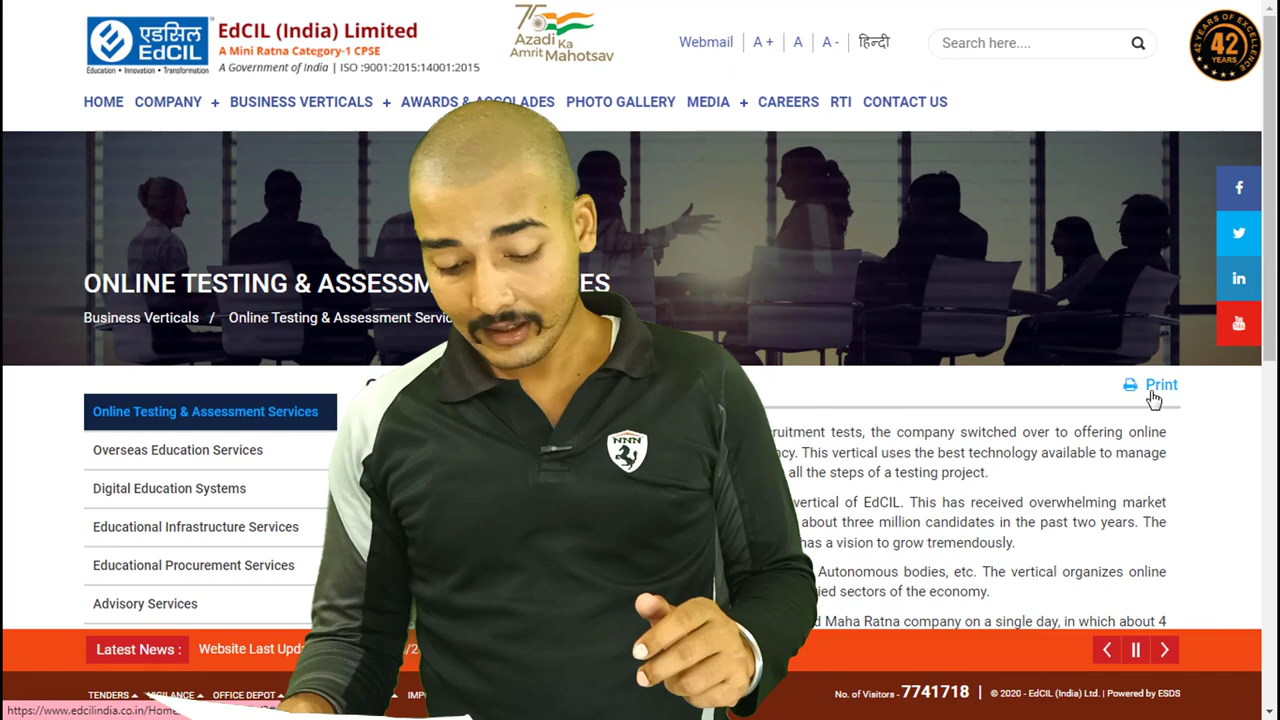 एडसिल
EdCIL
Education • Innovation • Transformation
EdCIL (India) Limited
A Mini Ratna Category-1 CPSE
A Government of India | ISO :9001:2015:14001:2015
75
Azadi Ka
Amrit Mahotsav
Webmail
A +
A
A -
हिन्दी
Search here....
42 YEARS OF EXCELLENCE
42
YEARS
HOME COMPANY + BUSINESS VERTICALS + AWARDS & ACCOLADES PHOTO GALLERY MEDIA + CAREERS RTI CONTACT US
ONLINE TESTING & ASSESSM ES
Business Verticals / Online Testing & Assessment Servic
Print
Online Testing & Assessment Services
Overseas Education Services
Digital Education Systems
Educational Infrastructure Services
Educational Procurement Services
Advisory Services
ruitment tests, the company switched over to offering online
ncy. This vertical uses the best technology available to manage
all the steps of a testing project.
vertical of EdCIL. This has received overwhelming market
about three million candidates in the past two years. The
has a vision to grow tremendously.
Autonomous bodies, etc. The vertical organizes online
ied sectors of the economy.
d Maha Ratna company on a single day, in which about 4
NNN
Latest News :
Website Last Upd
TENDERS VIGILANCE OFFICE DEPOT IMP
No. of Visitors - 7741718 | © 2020 - EdCIL (India) Ltd. | Powered by ESDS
https://www.edcilindia.co.in/Home